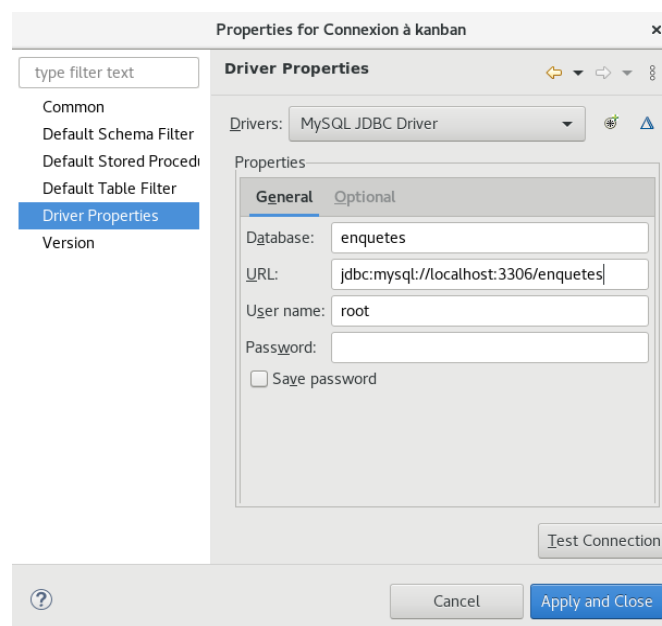 Properties for Connexion à kanban
type filter text
Common
Default Schema Filter
Default Stored Procedu
Default Table Filter
Driver Properties
Version
Driver Properties
Drivers: MySQL JDBC Driver
Properties
General Optional
Database: enquetes
URL: jdbc:mysql://localhost:3306/enquetes
User name: root
Password:
Save password
Test Connection
Cancel
Apply and Close